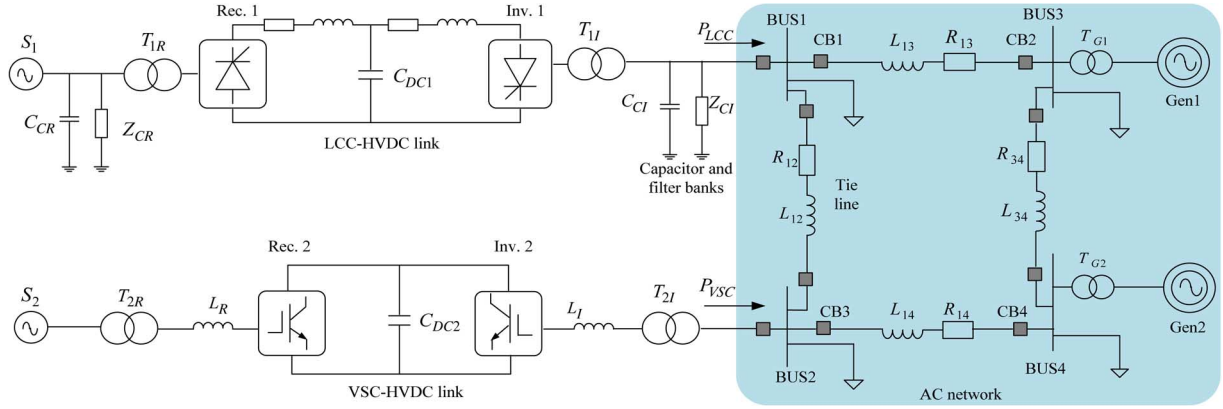 Rec. 1
Inv. 1
S1
T1R
CDC1
T1I
PLCC
BUS1
CB1
L13
R13
CB2
BUS3
TG1
Gen1
CCR
ZCR
LCC-HVDC link
CCI
ZCI
Capacitor and
filter banks
R12
L12
Tie
line
R34
L34
Rec. 2
Inv. 2
S2
T2R
LR
CDC2
LI
T2I
PVSC
BUS2
CB3
L14
R14
CB4
BUS4
TG2
Gen2
VSC-HVDC link
AC network